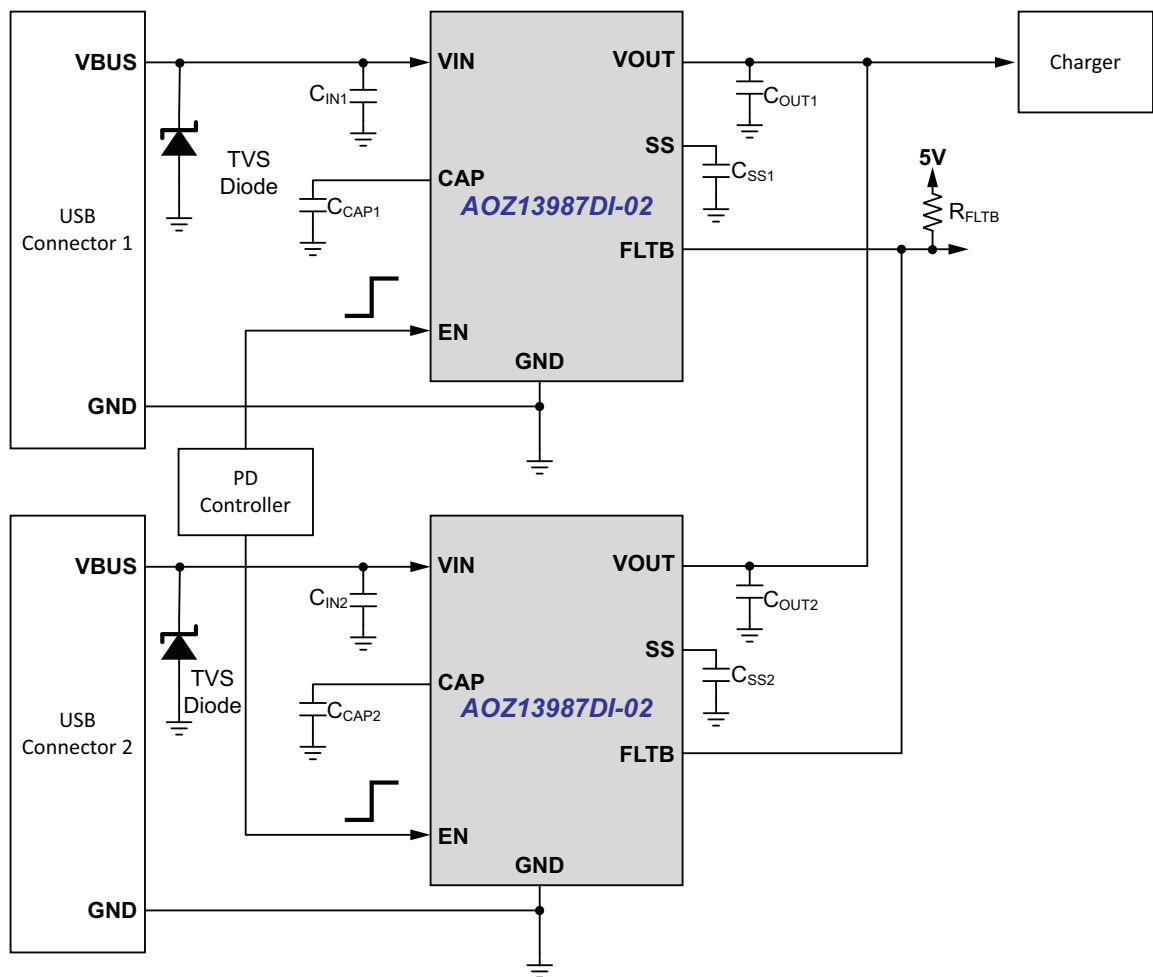 VBUS
VIN
VOUT
Charger
CIN1
COUT1
SS
CSS1
5V
RFLTB
TVS
Diode
CAP
CCAP1
AOZ13987DI-02
USB
Connector 1
FLTB
EN
GND
GND
PD
Controller
VBUS
VIN
VOUT
CIN2
COUT2
SS
CSS2
TVS
Diode
CAP
CCAP2
AOZ13987DI-02
USB
Connector 2
FLTB
EN
GND
GND